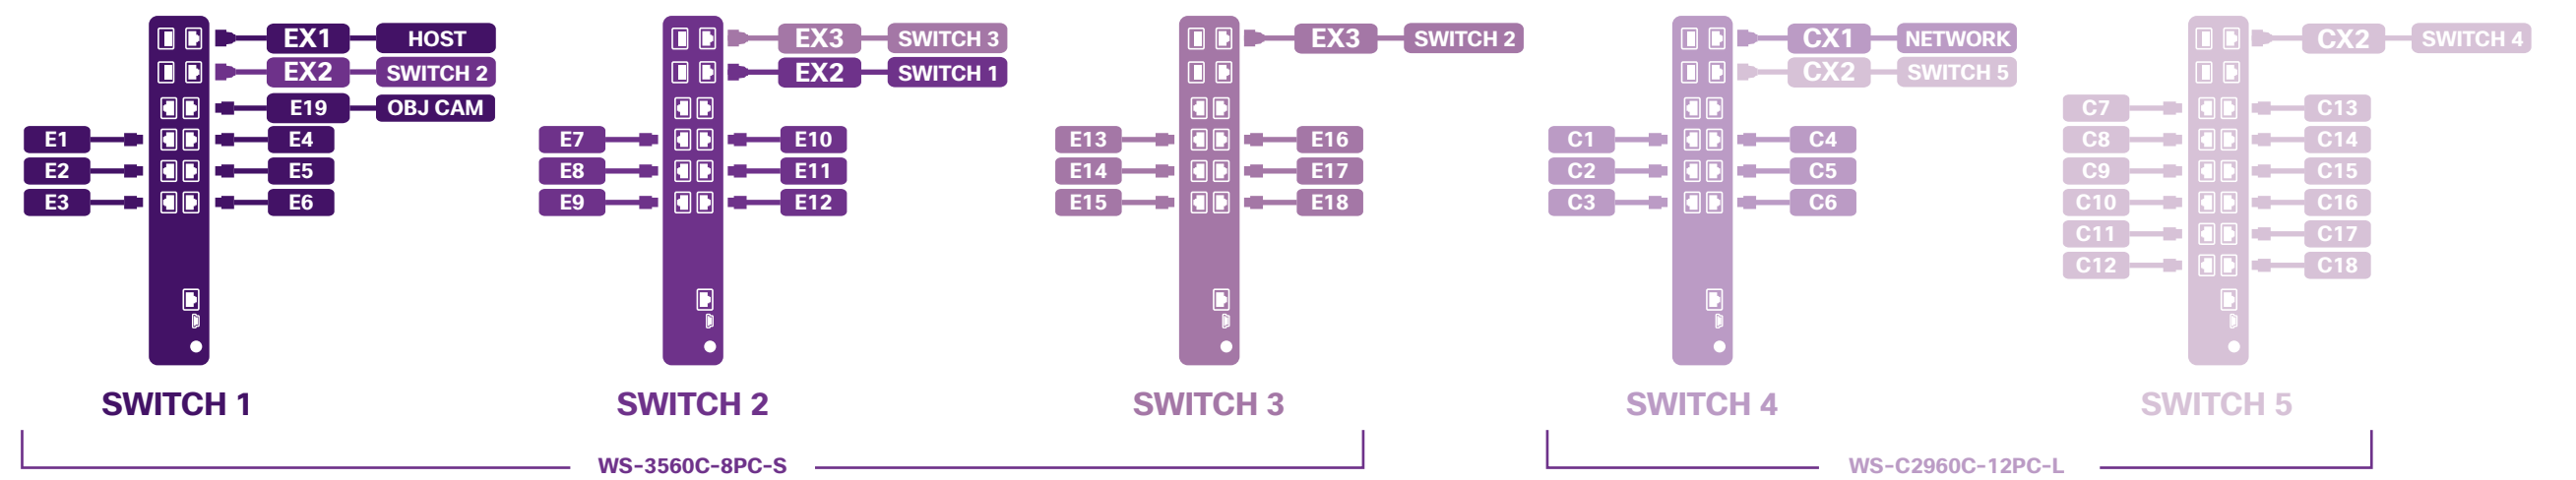 EX1 HOST
EX2 SWITCH 2
E19 OBJ CAM
E1 E4
E2 E5
E3 E6
SWITCH 1
EX3 SWITCH 3
EX2 SWITCH 1
E7 E10
E8 E11
E9 E12
SWITCH 2
EX3 SWITCH 2
E13 E16
E14 E17
E15 E18
SWITCH 3
WS-3560C-8PC-S
CX1 NETWORK
CX2 SWITCH 5
C1 C4
C2 C5
C3 C6
SWITCH 4
CX2 SWITCH 4
C7 C13
C8 C14
C9 C15
C10 C16
C11 C17
C12 C18
SWITCH 5
WS-C2960C-12PC-L